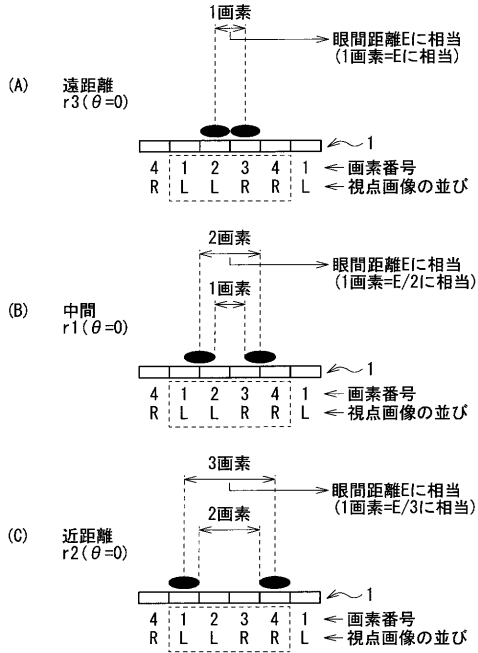 1画素
眼間距離Eに相当
(1画素=Eに相当)
(A) 遠距離
r3(θ=0)
1
4 1 2 3 4 1 画素番号
R L L R R L 視点画像の並び
2画素
眼間距離Eに相当
(1画素=E/2に相当)
1画素
(B) 中間
r1(θ=0)
1
4 1 2 3 4 1 画素番号
R L L R R L 視点画像の並び
3画素
眼間距離Eに相当
(1画素=E/3に相当)
2画素
(C) 近距離
r2(θ=0)
1
4 1 2 3 4 1 画素番号
R L L R R L 視点画像の並び